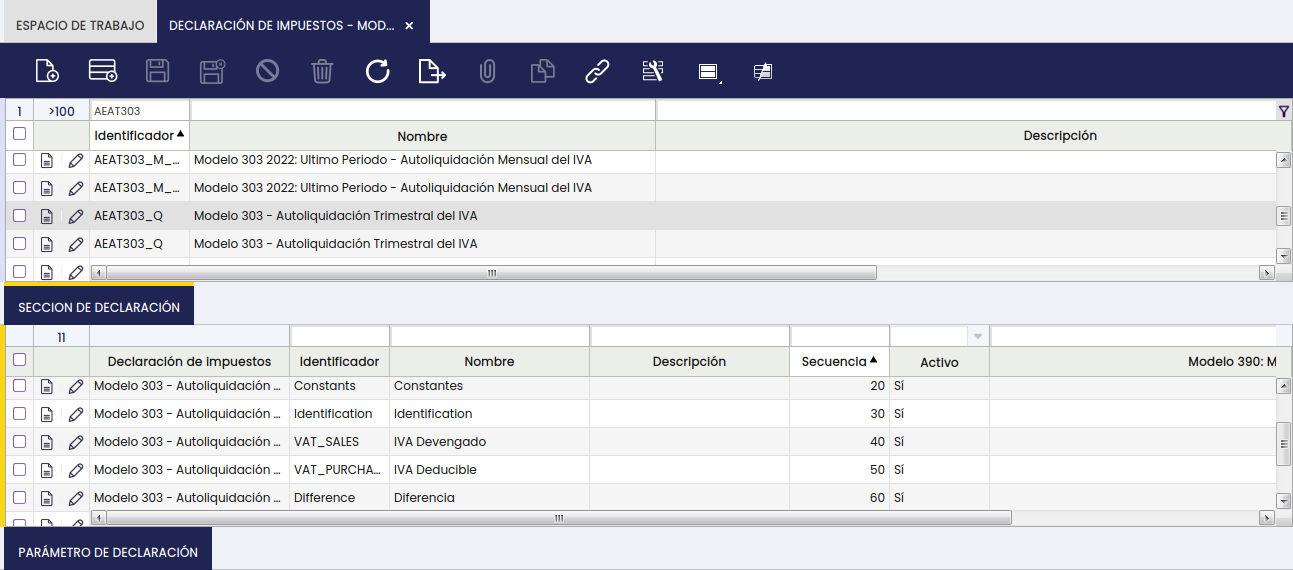 ESPACIO DE TRABAJO DECLARACIÓN DE IMPUESTOS - MOD... ×
1 >100 AEAT303
Identificador Nombre Descripción
AEAT303_M_... Modelo 303 2022: Ultimo Periodo - Autoliquidación Mensual del IVA
AEAT303_M_... Modelo 303 2022: Ultimo Periodo - Autoliquidación Mensual del IVA
AEAT303_Q Modelo 303 - Autoliquidación Trimestral del IVA
AEAT303_Q Modelo 303 - Autoliquidación Trimestral del IVA
SECCION DE DECLARACIÓN
11
Declaración de impuestos Identificador Nombre Descripción Secuencia Activo Modelo 390: M
Modelo 303 - Autoliquidación ... Constants Constantes 20 Sí
Modelo 303 - Autoliquidación ... Identification Identification 30 Sí
Modelo 303 - Autoliquidación ... VAT_SALES IVA Devengado 40 Sí
Modelo 303 - Autoliquidación ... VAT_PURCHA... IVA Deducible 50 Sí
Modelo 303 - Autoliquidación ... Difference Diferencia 60 Sí
PARÁMETRO DE DECLARACIÓN